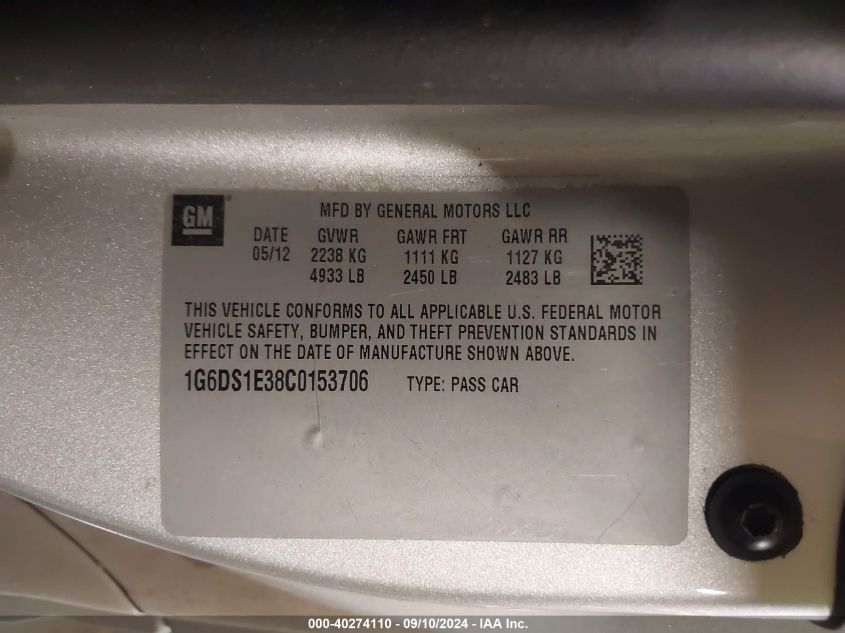 GM
MFD BY GENERAL MOTORS LLC
DATE GVWR GAWR FRT GAWR RR
05/12 2238 KG 1111 KG 1127 KG
4933 LB 2450 LB 2483 LB
THIS VEHICLE CONFORMS TO ALL APPLICABLE U.S. FEDERAL MOTOR
VEHICLE SAFETY, BUMPER, AND THEFT PREVENTION STANDARDS IN
EFFECT ON THE DATE OF MANUFACTURE SHOWN ABOVE.
1G6DS1E38C0153706 TYPE: PASS CAR
000-40274110 - 09/10/2024 - IAA Inc.